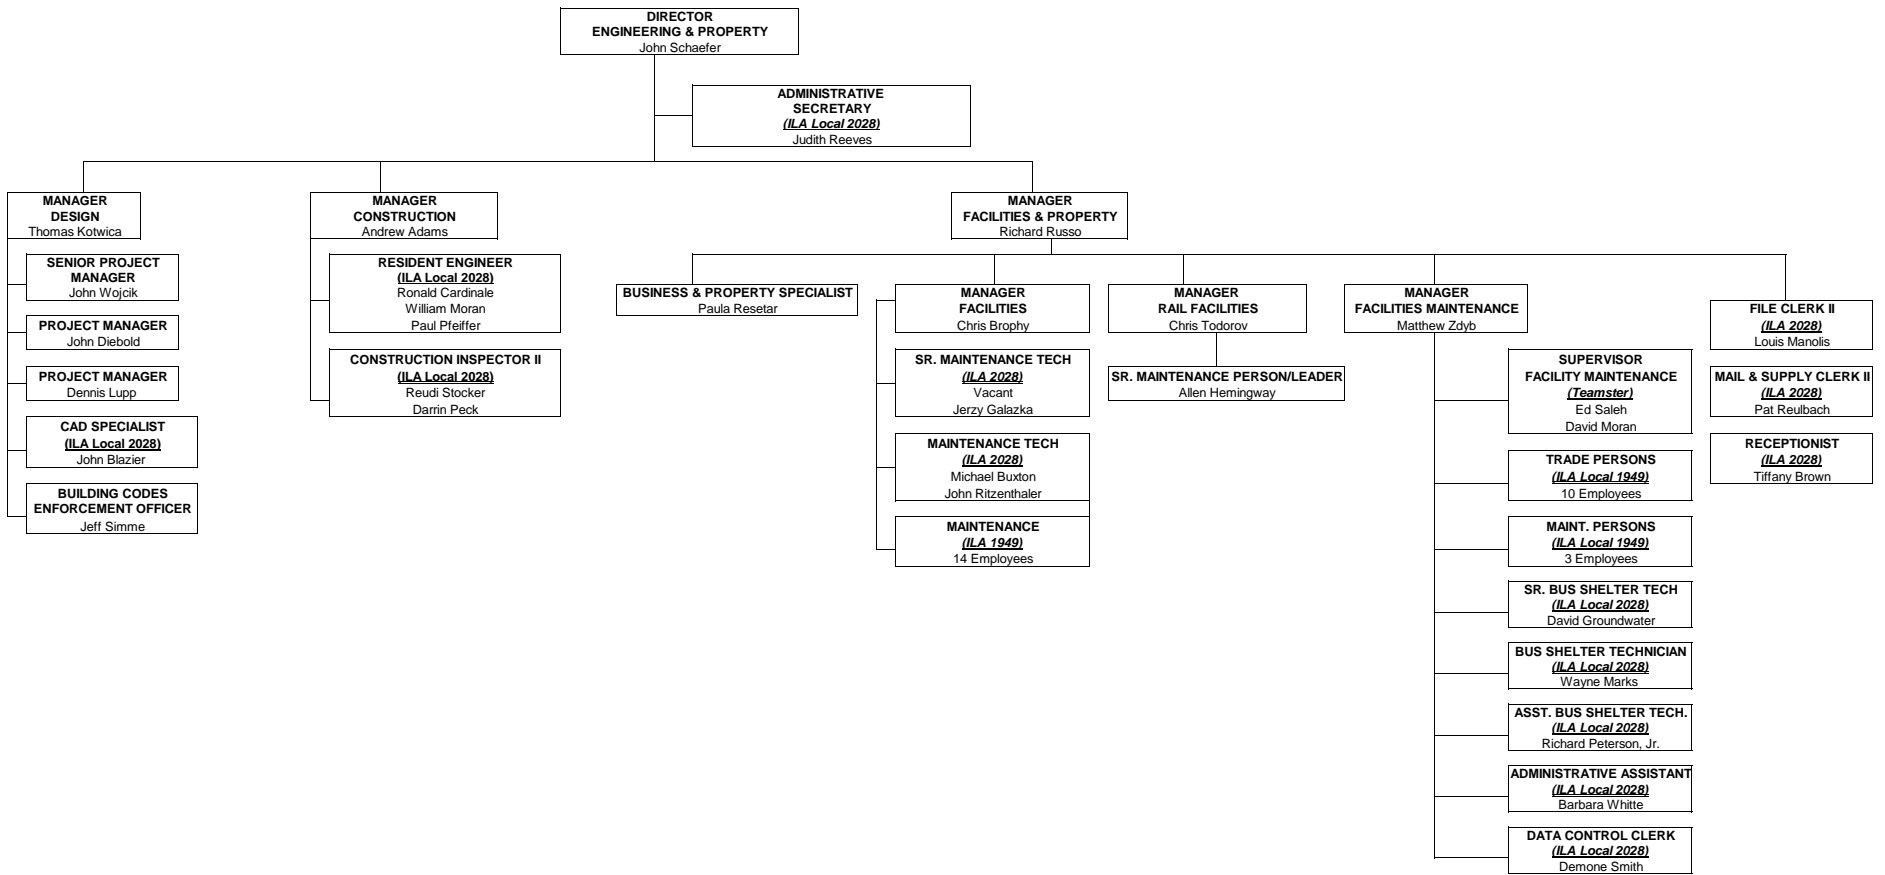 DIRECTOR
ENGINEERING & PROPERTY
John Schaefer
ADMINISTRATIVE
SECRETARY
(ILA Local 2028)
Judith Reeves
MANAGER
DESIGN
Thomas Kotwica
SENIOR PROJECT
MANAGER
John Wojcik
PROJECT MANAGER
John Diebold
PROJECT MANAGER
Dennis Lupp
CAD SPECIALIST
(ILA Local 2028)
John Blazier
BUILDING CODES
ENFORCEMENT OFFICER
Jeff Simme
MANAGER
CONSTRUCTION
Andrew Adams
RESIDENT ENGINEER
(ILA Local 2028)
Ronald Cardinale
William Moran
Paul Pfeiffer
CONSTRUCTION INSPECTOR II
(ILA Local 2028)
Reudi Stocker
Darrin Peck
MANAGER
FACILITIES & PROPERTY
Richard Russo
BUSINESS & PROPERTY SPECIALIST
Paula Resetar
MANAGER
FACILITIES
Chris Brophy
SR. MAINTENANCE TECH
(ILA 2028)
Vacant
Jerzy Galazka
MAINTENANCE TECH
(ILA 2028)
Michael Buxton
John Ritzenthaler
MAINTENANCE
(ILA 1949)
14 Employees
MANAGER
RAIL FACILITIES
Chris Todorov
SR. MAINTENANCE PERSON/LEADER
Allen Hemingway
MANAGER
FACILITIES MAINTENANCE
Matthew Zdyb
SUPERVISOR
FACILITY MAINTENANCE
(Teamster)
Ed Saleh
David Moran
TRADE PERSONS
(ILA Local 1949)
10 Employees
MAINT. PERSONS
(ILA Local 1949)
3 Employees
SR. BUS SHELTER TECH
(ILA Local 2028)
David Groundwater
BUS SHELTER TECHNICIAN
(ILA Local 2028)
Wayne Marks
ASST. BUS SHELTER TECH.
(ILA Local 2028)
Richard Peterson, Jr.
ADMINISTRATIVE ASSISTANT
(ILA Local 2028)
Barbara Whitte
DATA CONTROL CLERK
(ILA Local 2028)
Demone Smith
FILE CLERK II
(ILA 2028)
Louis Manolis
MAIL & SUPPLY CLERK II
(ILA 2028)
Pat Reulbach
RECEPTIONIST
(ILA 2028)
Tiffany Brown